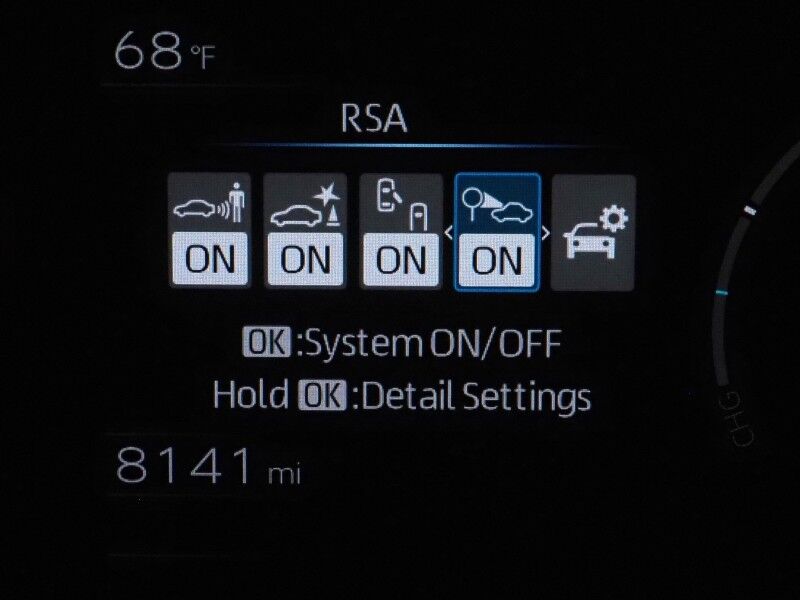 68 °F
RSA
ON ON ON ON
OK :System ON/OFF
Hold OK :Detail Settings
CHG
8141 mi